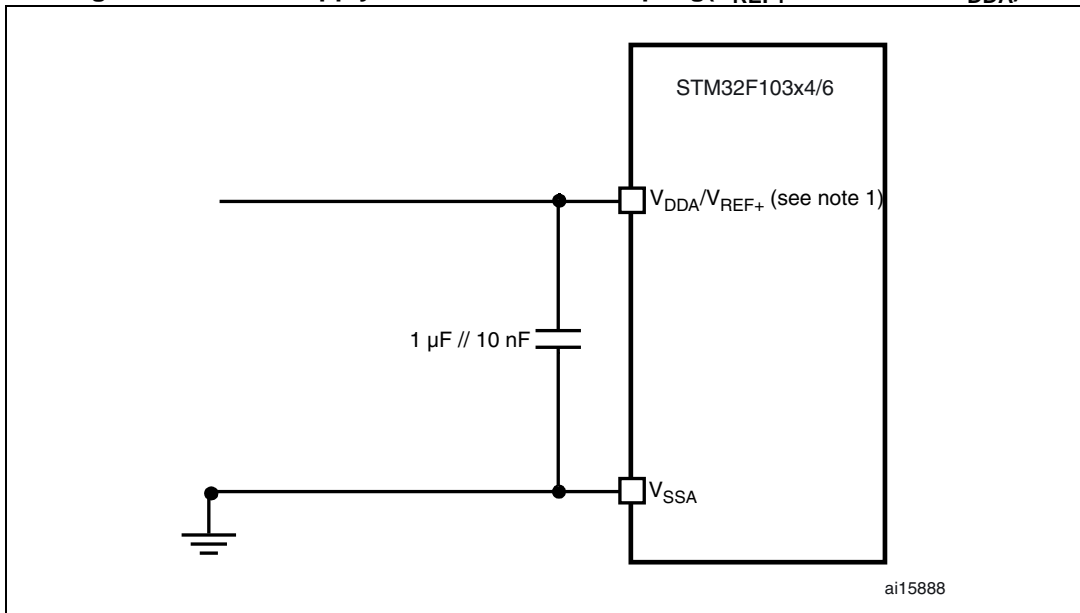 STM32F103x4/6
VDDA/VREF+ (see note 1)
1 µF // 10 nF
VSSA
ai15888